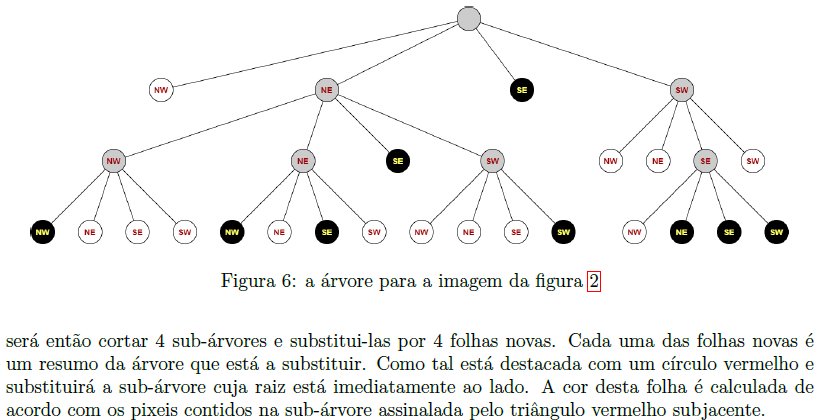 NW NE SE SW
NW NE SE SW NW NE SE SW
NW NE SE SW NW NE SE SW NW NE SE SW NW NE SE SW
Figura 6: a árvore para a imagem da figura 2
será então cortar 4 sub-árvores e substitui-las por 4 folhas novas. Cada uma das folhas novas é
um resumo da árvore que está a substituir. Como tal está destacada com um círculo vermelho e
substituirá a sub-árvore cuja raiz está imediatamente ao lado. A cor desta folha é calculada de
acordo com os pixeis contidos na sub-árvore assinalada pelo triângulo vermelho subjacente.